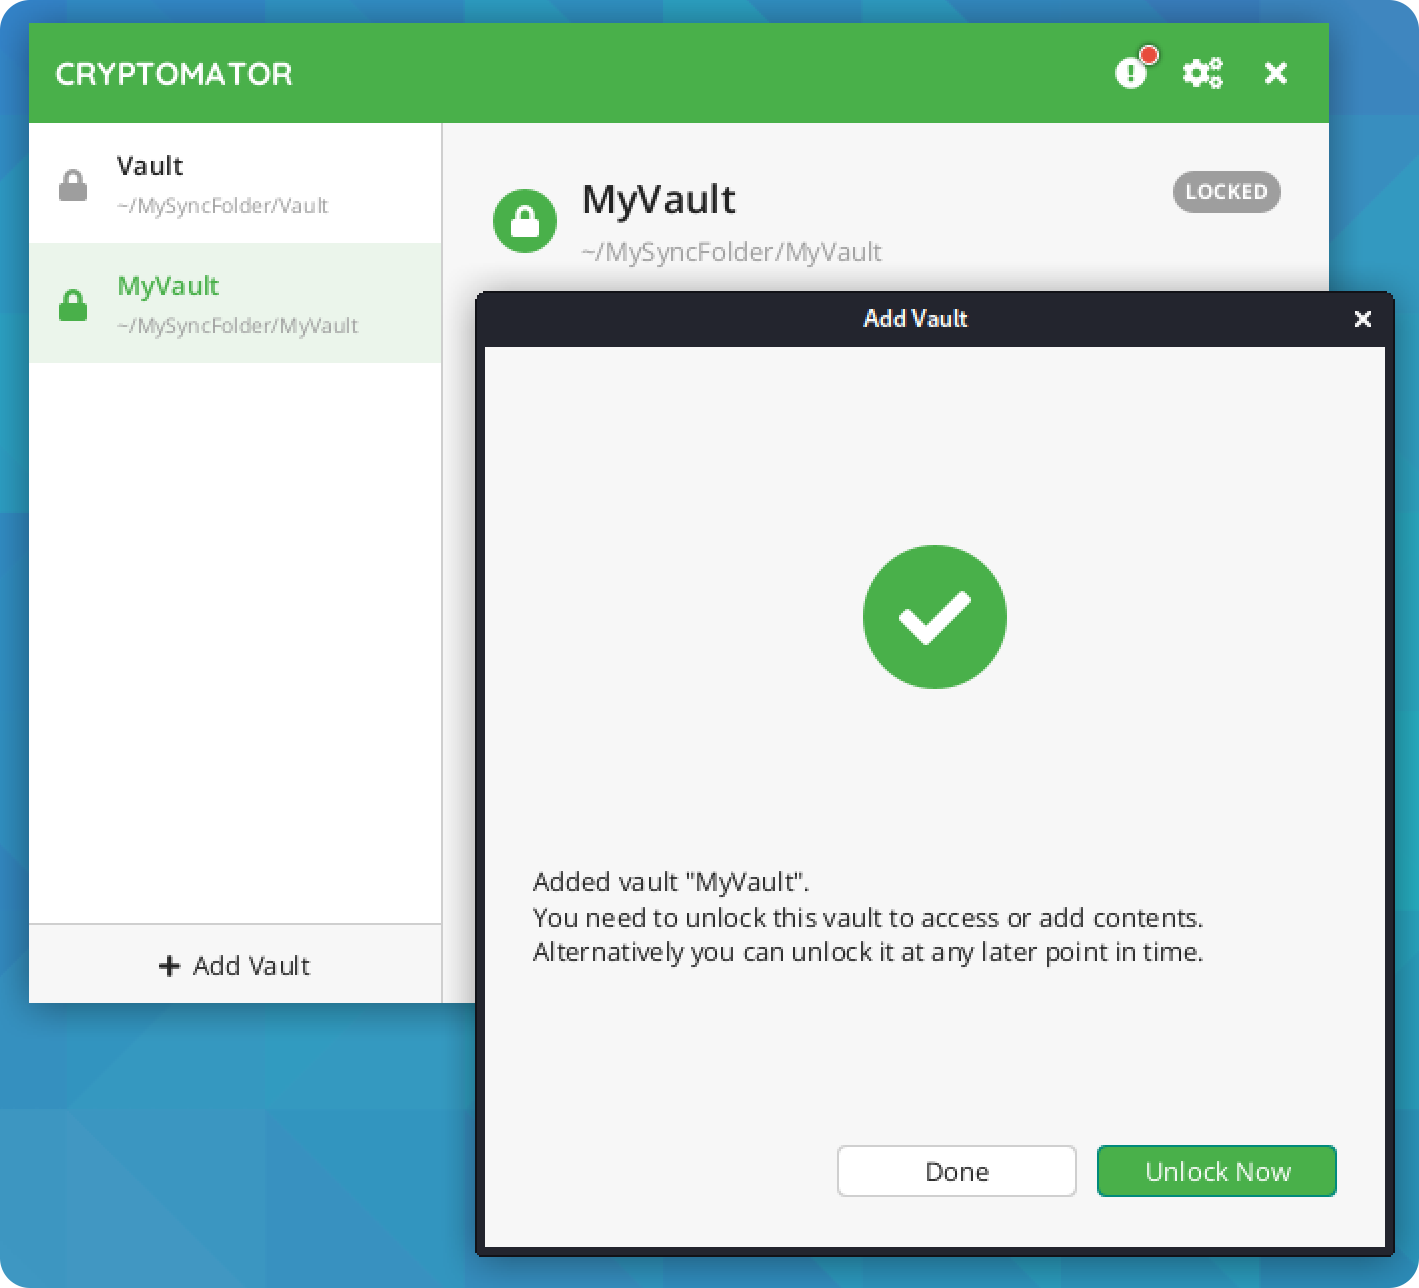 CRYPTOMATOR
Vault
~/MySyncFolder/Vault
MyVault
~/MySyncFolder/MyVault
+ Add Vault
MyVault
~/MySyncFolder/MyVault
LOCKED
Add Vault
Added vault "MyVault".
You need to unlock this vault to access or add contents.
Alternatively you can unlock it at any later point in time.
Done
Unlock Now